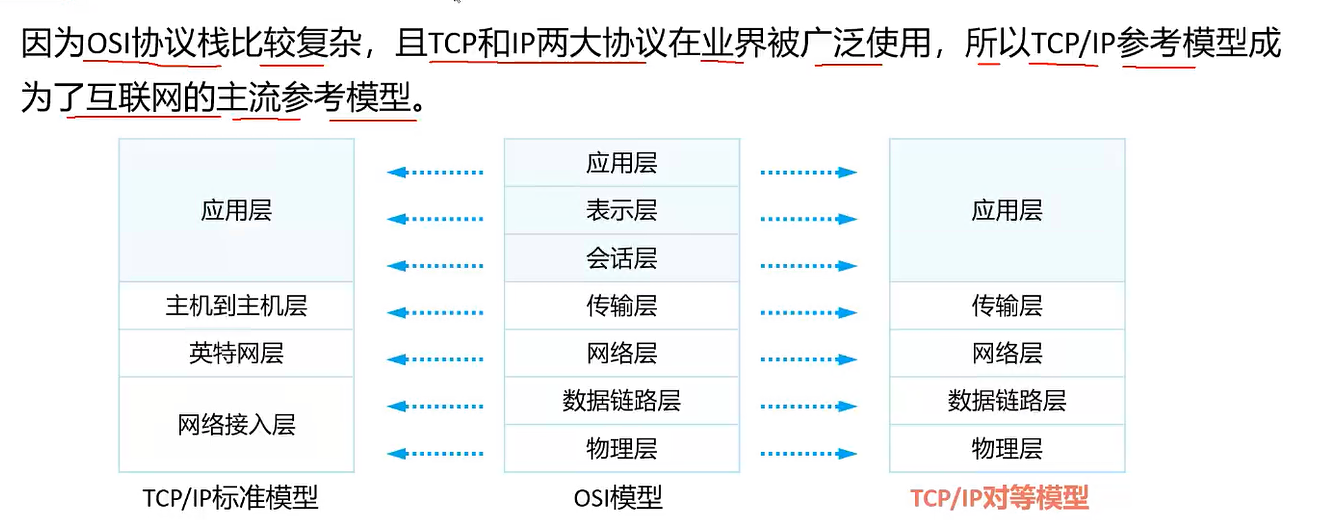 因为OSI协议栈比较复杂，且TCP和IP两大协议在业界被广泛使用，所以TCP/IP参考模型成
为了互联网的主流参考模型。
应用层
主机到主机层
英特网层
网络接入层
TCP/IP标准模型
应用层
表示层
会话层
传输层
网络层
数据链路层
物理层
OSI模型
应用层
传输层
网络层
数据链路层
物理层
TCP/IP对等模型